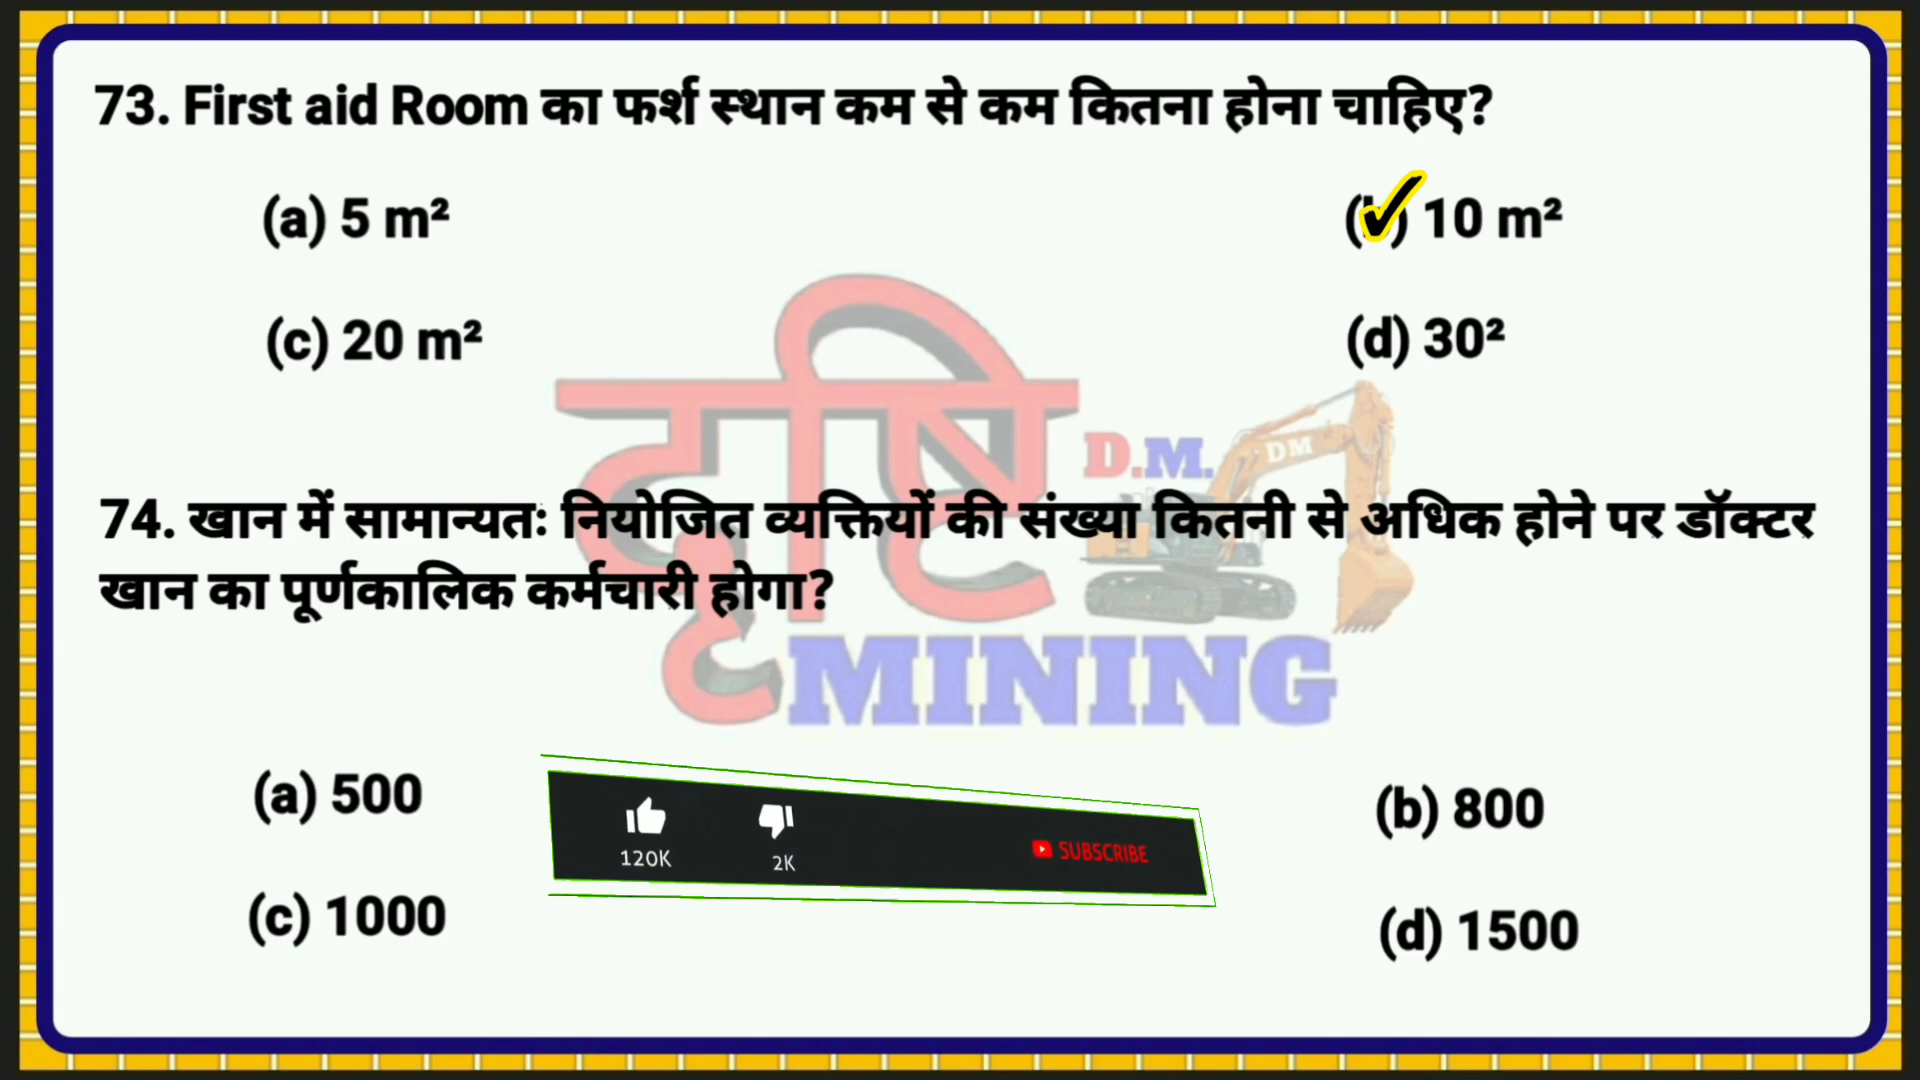 73. First aid Room का फर्श स्थान कम से कम कितना होना चाहिए?
(a) 5 m² (b) 10 m²
(c) 20 m² (d) 30²
दृष्टि
D.M.
DM
74. खान में सामान्यतः नियोजित व्यक्तियों की संख्या कितनी से अधिक होने पर डॉक्टर
खान का पूर्णकालिक कर्मचारी होगा?
MINING
(a) 500 (b) 800
120K 2K SUBSCRIBE
(c) 1000 (d) 1500